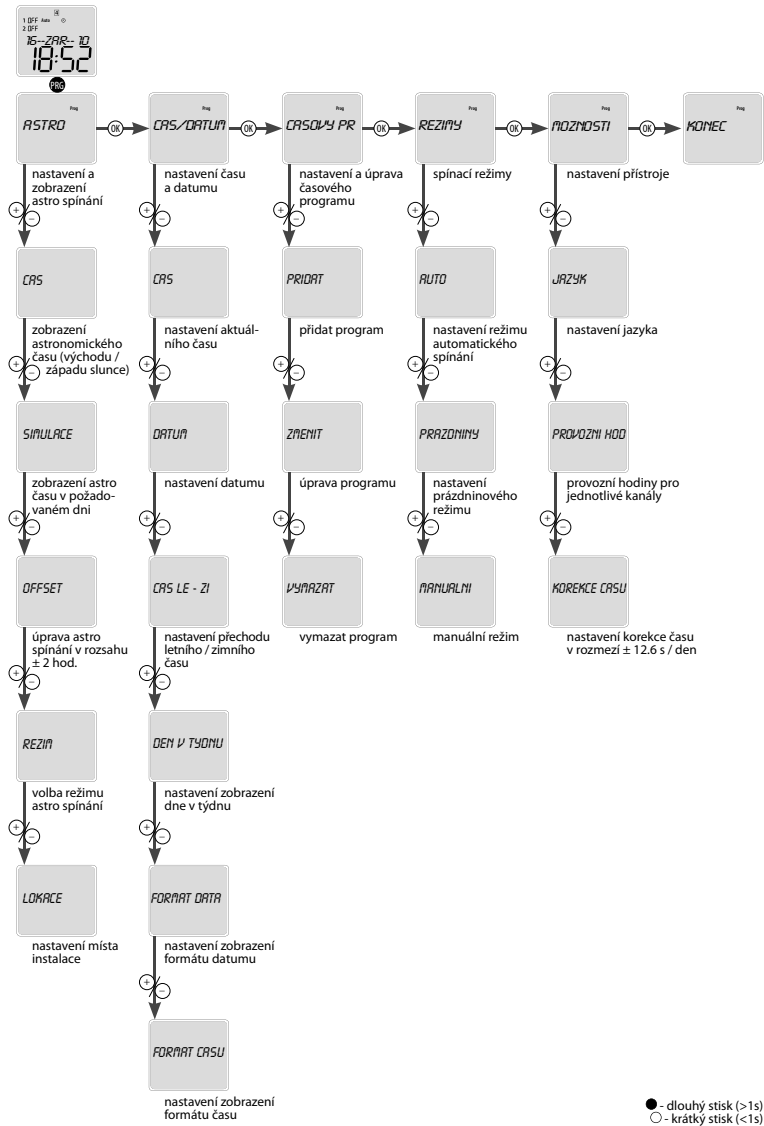 4
1 OFF Auto
2 OFF
16--ZAR--10
18:52
PRG
Prog
ASTRO
OK
Prog
CAS/DATUM
OK
Prog
CASOVY PR
OK
Prog
REZIMY
OK
Prog
MOZNOSTI
OK
Prog
KONEC
nastavení a
zobrazení
astro spínání
+
–
CAS
zobrazení
astronomického
času (východu /
západu slunce)
+
–
SIMULACE
zobrazení astro
času v požado-
vaném dni
+
–
OFFSET
úprava astro
spínání v rozsahu
± 2 hod.
+
–
REZIM
volba režimu
astro spínání
+
–
LOKACE
nastavení místa
instalace
nastavení času
a datumu
+
–
CAS
nastavení aktuál-
ního času
+
–
DATUM
nastavení datumu
+
–
CAS LE - ZI
nastavení přechodu
letního / zimního
času
+
–
DEN V TYDNU
nastavení zobrazení
dne v týdnu
+
–
FORMAT DATA
nastavení zobrazení
formátu datumu
+
–
FORMAT CASU
nastavení zobrazení
formátu času
nastavení a úprava
časového
programu
+
–
PRIDAT
přidat program
+
–
ZMENIT
úprava programu
+
–
VYMAZAT
vymazat program
spínací režimy
+
–
AUTO
nastavení režimu
automatického
spínání
+
–
PRAZDNINY
nastavení
prázdninového
režimu
+
–
MANUALNI
manuální režim
nastavení přístroje
+
–
JAZYK
nastavení jazyka
+
–
PROVOZNI HOD
provozní hodiny pro
jednotlivé kanály
+
–
KOREKCE CASU
nastavení korekce času
v rozmezí ± 12.6 s / den
- dlouhý stisk (>1s)
- krátký stisk (<1s)